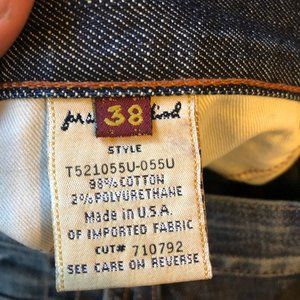 for a 38
STYLE
T521055U-055U
98%COTTON
2%POLYURETHANE
Made in U.S.A.
OF IMPORTED FABRIC
CUT# 710792
SEE CARE ON REVERSE